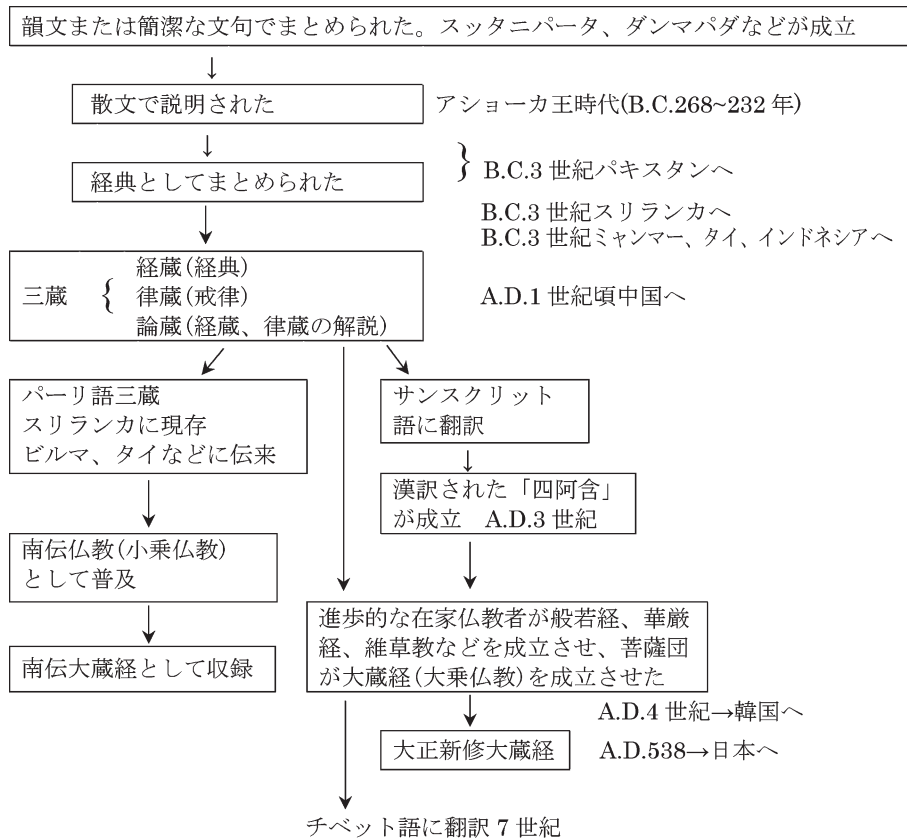 韻文または簡潔な文句でまとめられた。スッタニパータ、ダンマパダなどが成立
↓
散文で説明された
アショーカ王時代(B.C.268~232 年)
↓
経典としてまとめられた
} B.C.3 世紀パキスタンへ
B.C.3 世紀スリランカへ
B.C.3 世紀ミャンマー、タイ、インドネシアへ
三蔵 {
経蔵(経典)
律蔵(戒律)
論蔵(経蔵、律蔵の解説)
A.D.1 世紀頃中国へ
パーリ語三蔵
スリランカに現存
ビルマ、タイなどに伝来
サンスクリット
語に翻訳
↓
漢訳された「四阿含」
が成立 A.D.3 世紀
南伝仏教(小乗仏教)
として普及
南伝大蔵経として収録
進歩的な在家仏教者が般若経、華厳
経、維草教などを成立させ、菩薩団
が大蔵経(大乗仏教)を成立させた
A.D.4 世紀→韓国へ
大正新修大蔵経
A.D.538→日本へ
チベット語に翻訳 7 世紀